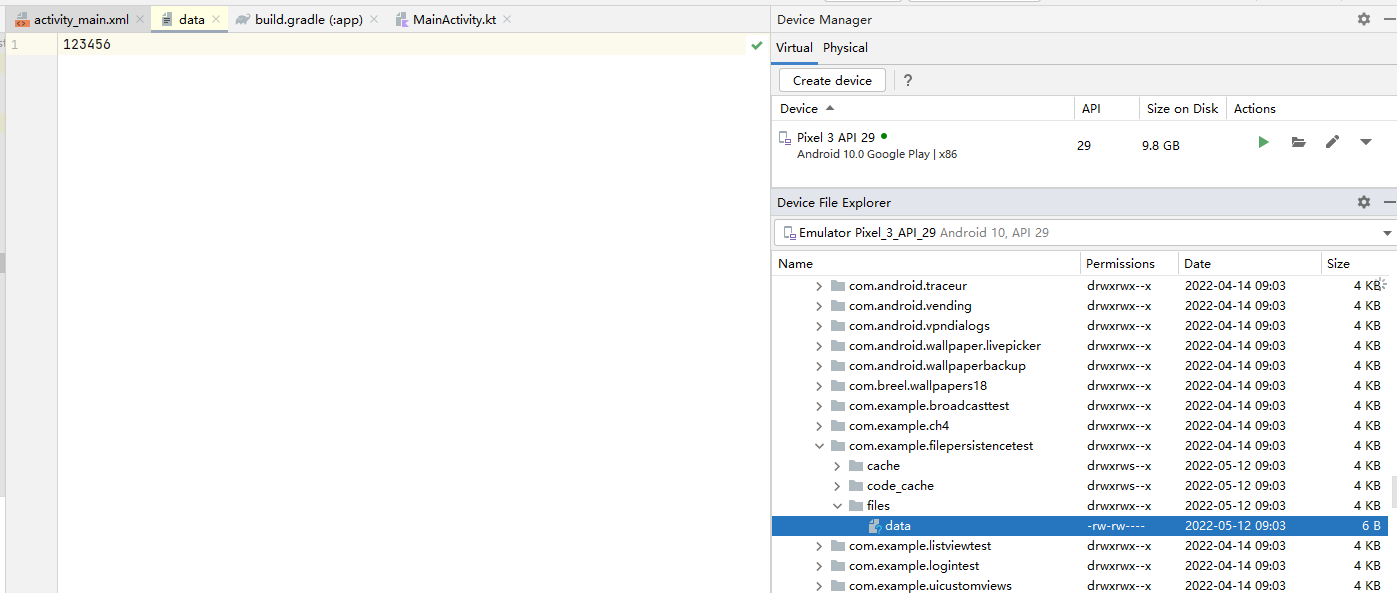 activity_main.xml data build.gradle (:app) MainActivity.kt
1 123456
Device Manager
Virtual Physical
Create device ?
Device API Size on Disk Actions
Pixel 3 API 29
Android 10.0 Google Play | x86
29 9.8 GB
Device File Explorer
Emulator Pixel_3_API_29 Android 10, API 29
Name Permissions Date Size
com.android.traceur drwxrwx--x 2022-04-14 09:03 4 KB
com.android.vending drwxrwx--x 2022-04-14 09:03 4 KB
com.android.vpndialogs drwxrwx--x 2022-04-14 09:03 4 KB
com.android.wallpaper.livepicker drwxrwx--x 2022-04-14 09:03 4 KB
com.android.wallpaperbackup drwxrwx--x 2022-04-14 09:03 4 KB
com.breel.wallpapers18 drwxrwx--x 2022-04-14 09:03 4 KB
com.example.broadcasttest drwxrwx--x 2022-04-14 09:03 4 KB
com.example.ch4 drwxrwx--x 2022-04-14 09:03 4 KB
com.example.filepersistencetest drwxrwx--x 2022-04-14 09:03 4 KB
cache drwxrws--x 2022-05-12 09:03 4 KB
code_cache drwxrws--x 2022-05-12 09:03 4 KB
files drwxrwx--x 2022-05-12 09:03 4 KB
data -rw-rw---- 2022-05-12 09:03 6 B
com.example.listviewtest drwxrwx--x 2022-04-14 09:03 4 KB
com.example.logintest drwxrwx--x 2022-04-14 09:03 4 KB
com.example.uicustomviews drwxrwx--x 2022-04-14 09:03 4 KB